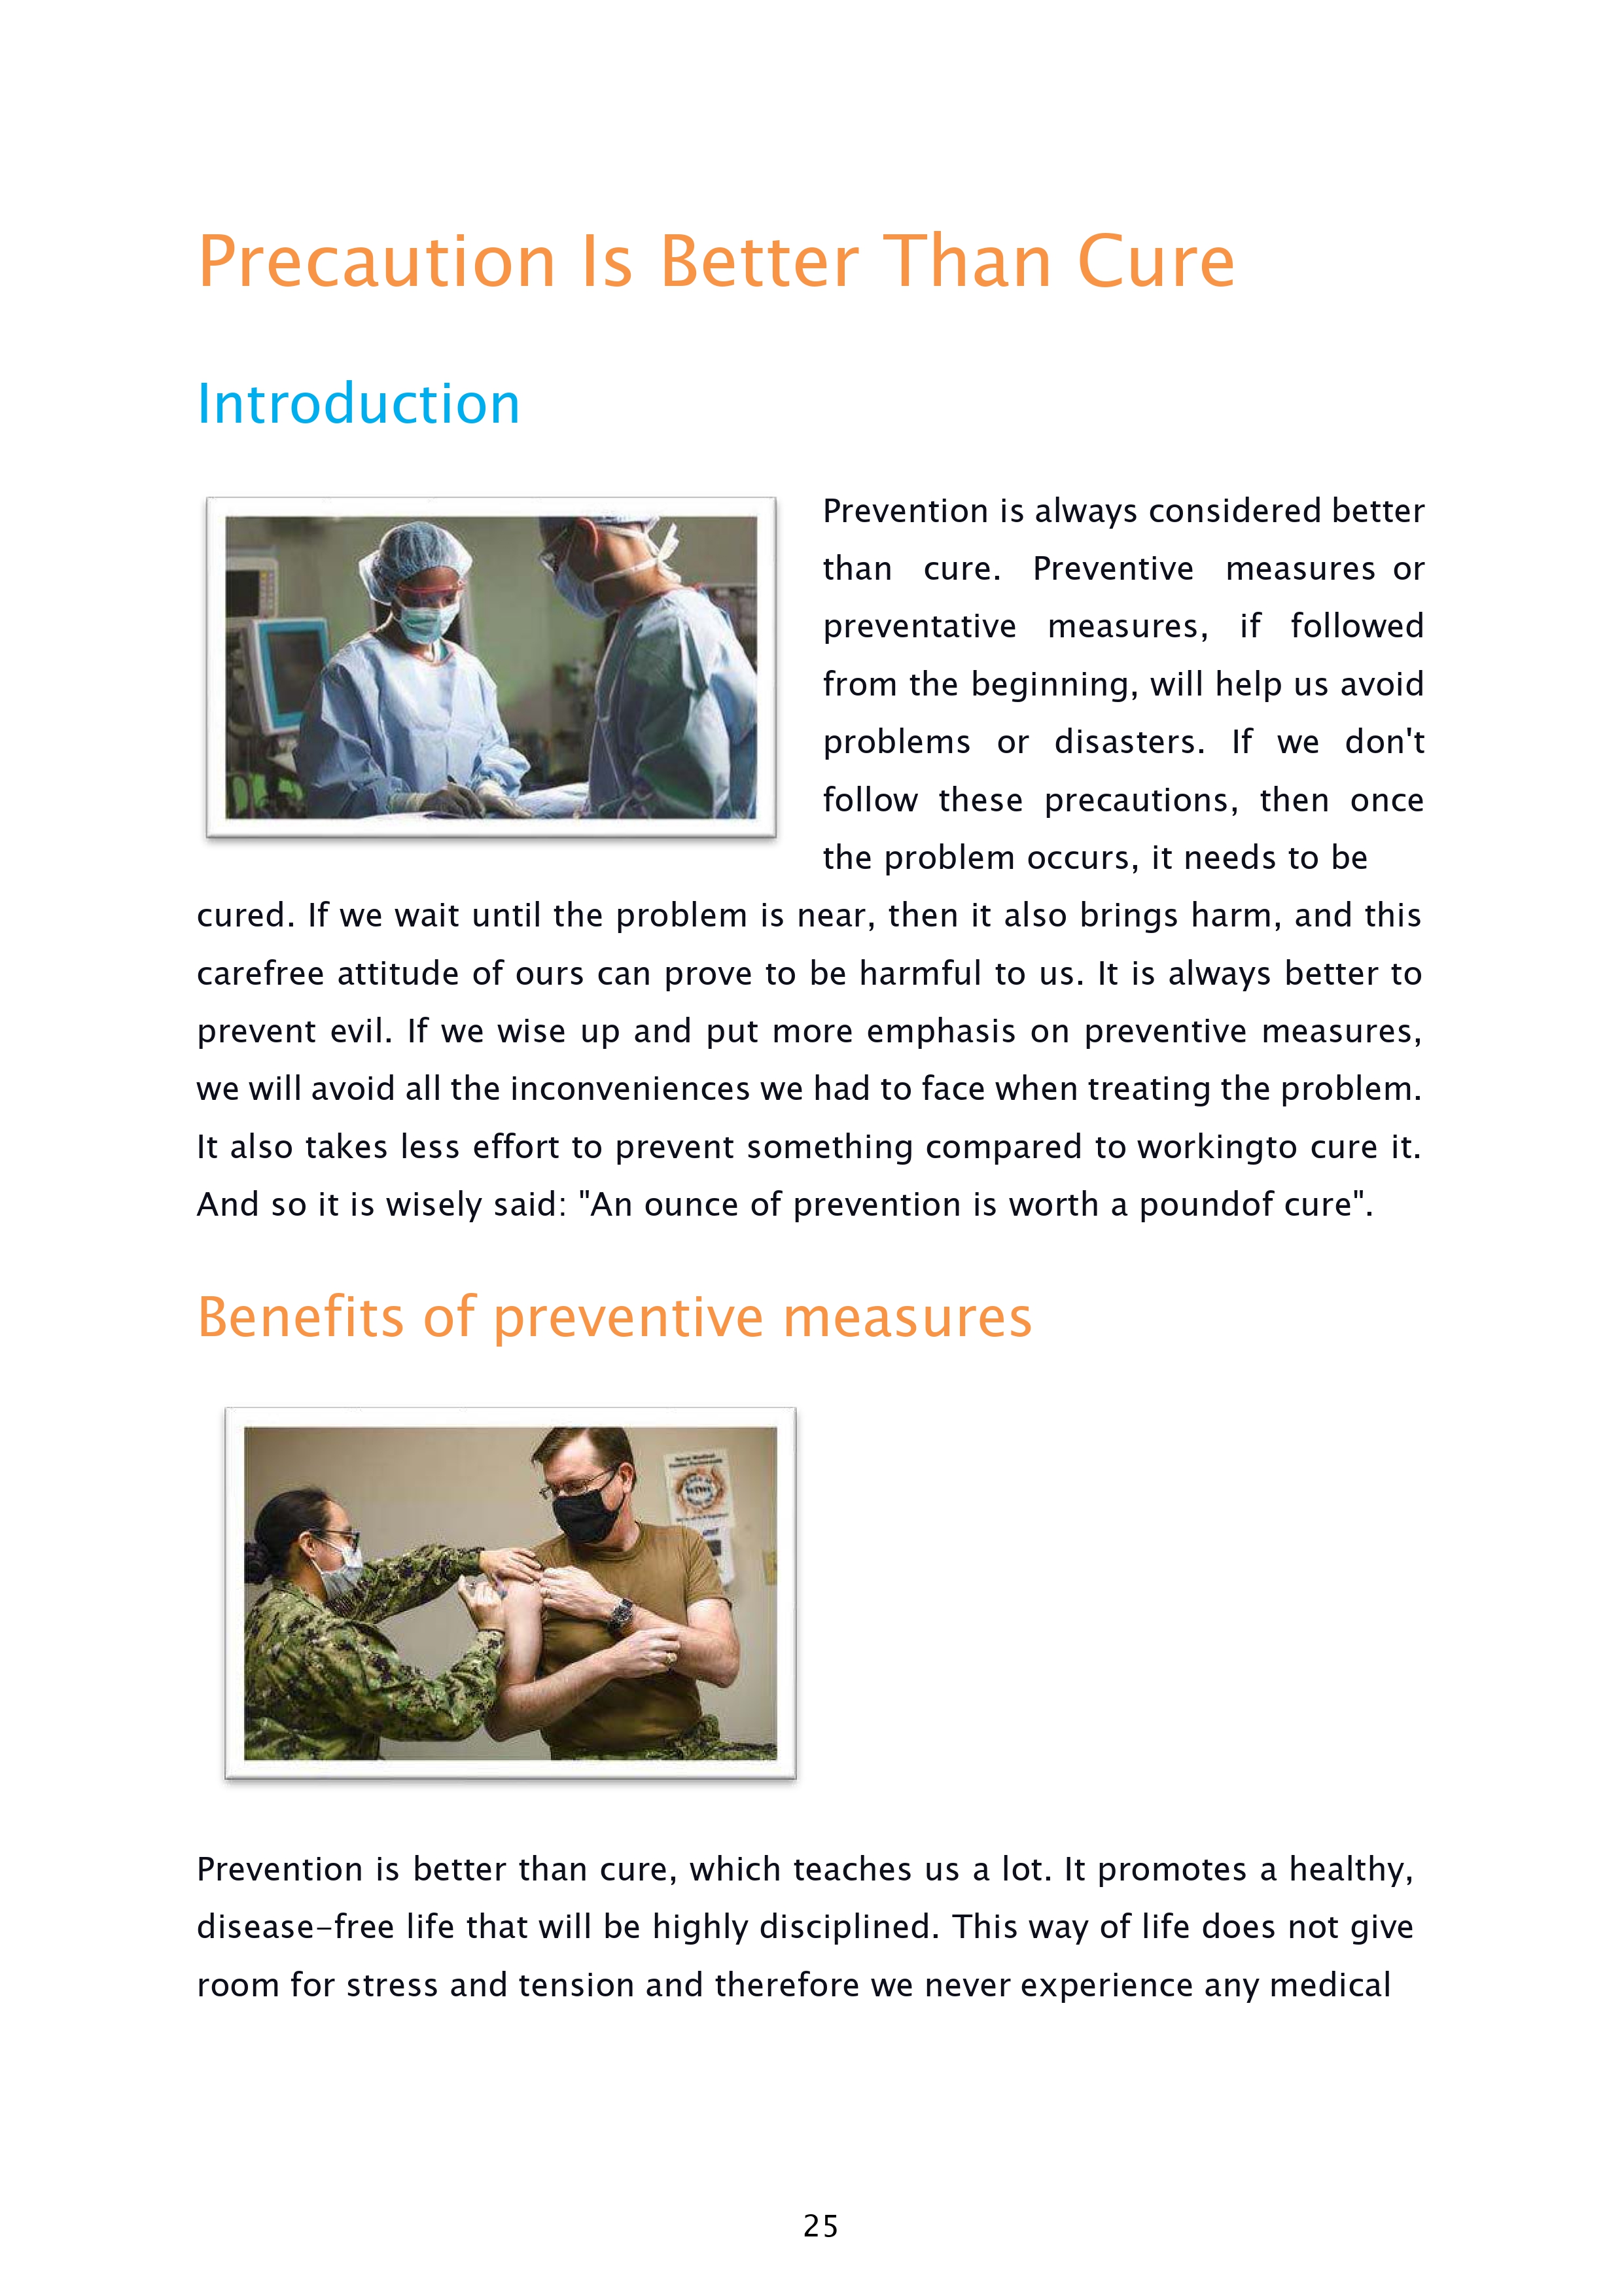 Precaution Is Better Than Cure
Introduction
Prevention is always considered better
than cure. Preventive measures or
preventative measures, if followed
from the beginning, will help us avoid
problems or disasters. If we don't
follow these precautions, then once
the problem occurs, it needs to be
cured. If we wait until the problem is near, then it also brings harm, and this
carefree attitude of ours can prove to be harmful to us. It is always better to
prevent evil. If we wise up and put more emphasis on preventive measures,
we will avoid all the inconveniences we had to face when treating the problem.
It also takes less effort to prevent something compared to workingto cure it.
And so it is wisely said: "An ounce of prevention is worth a poundof cure".
Benefits of preventive measures
Prevention is better than cure, which teaches us a lot. It promotes a healthy,
disease-free life that will be highly disciplined. This way of life does not give
room for stress and tension and therefore we never experience any medical
25